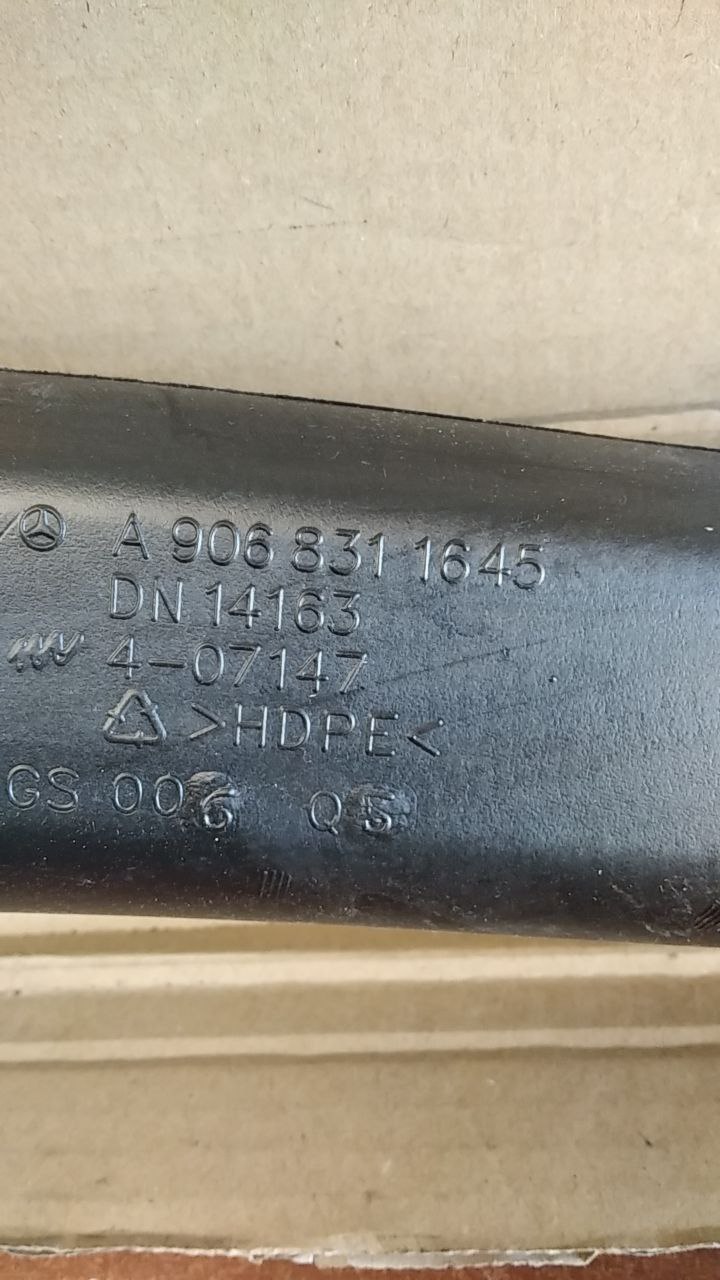 A 906 831 1645
DN 14163
4-07147
>HDPE<
GS 006 Q5